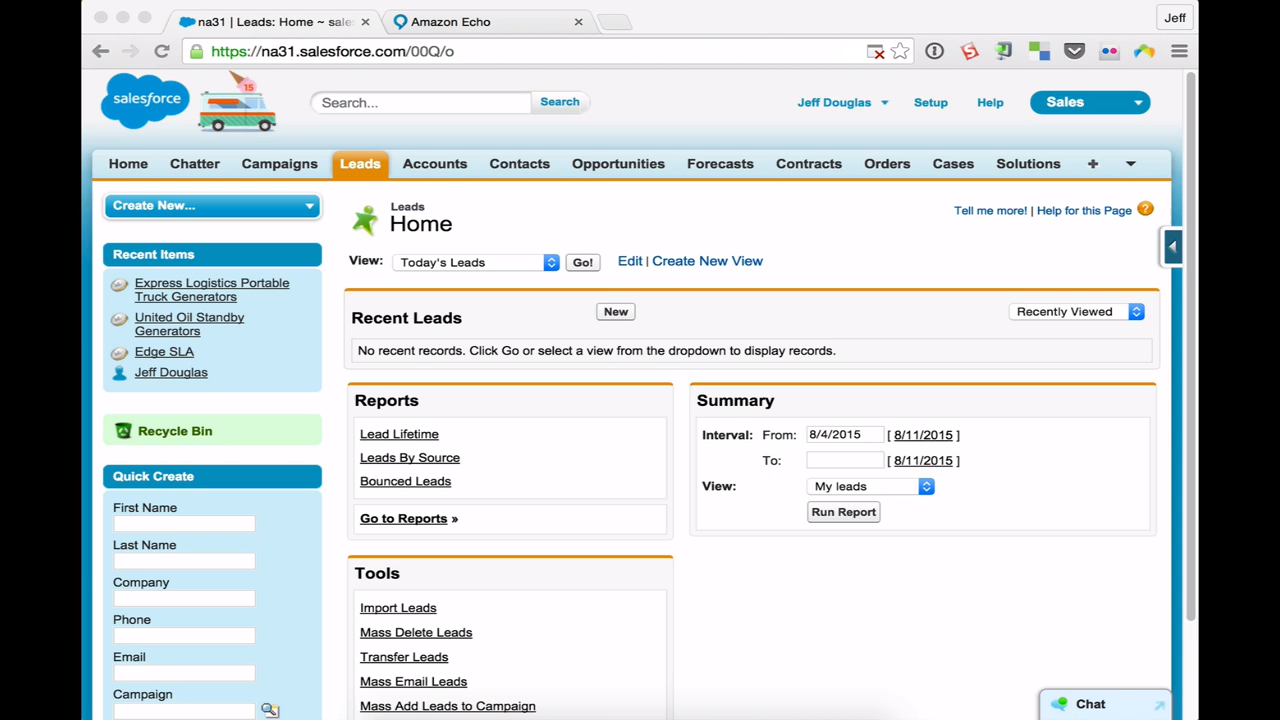 na31 | Leads: Home ~ sale
Amazon Echo
Jeff
https://na31.salesforce.com/00Q/o
salesforce
15
Search...
Search
Jeff Douglas
Setup
Help
Sales
Home
Chatter
Campaigns
Leads
Accounts
Contacts
Opportunities
Forecasts
Contracts
Orders
Cases
Solutions
+
Create New...
Recent Items
Express Logistics Portable
Truck Generators
United Oil Standby
Generators
Edge SLA
Jeff Douglas
Recycle Bin
Quick Create
First Name
Last Name
Company
Phone
Email
Campaign
Leads
Home
Tell me more! | Help for this Page
View: Today's Leads Go! Edit | Create New View
Recent Leads New Recently Viewed
No recent records. Click Go or select a view from the dropdown to display records.
Reports
Lead Lifetime
Leads By Source
Bounced Leads
Go to Reports »
Summary
Interval: From: 8/4/2015 [ 8/11/2015 ]
To: [ 8/11/2015 ]
View: My leads
Run Report
Tools
Import Leads
Mass Delete Leads
Transfer Leads
Mass Email Leads
Mass Add Leads to Campaign
Chat